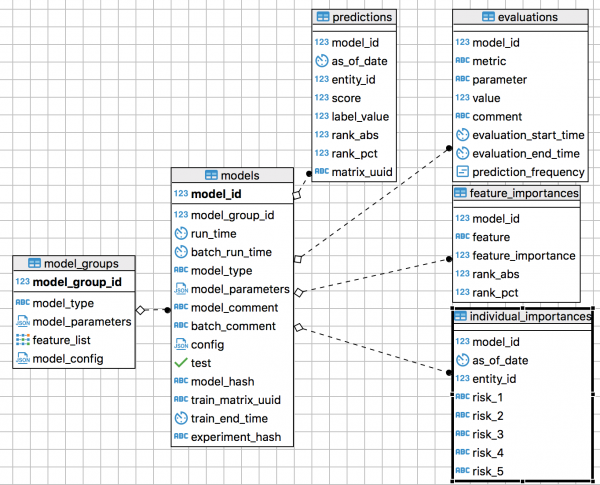 predictions
123 model_id
as_of_date
123 entity_id
123 score
123 label_value
123 rank_abs
123 rank_pct
ABC matrix_uuid
evaluations
123 model_id
ABC metric
ABC parameter
123 value
ABC comment
evaluation_start_time
evaluation_end_time
prediction_frequency
models
123 model_id
123 model_group_id
run_time
batch_run_time
ABC model_type
JSON model_parameters
ABC model_comment
ABC batch_comment
JSON config
test
ABC model_hash
ABC train_matrix_uuid
train_end_time
ABC experiment_hash
feature_importances
123 model_id
ABC feature
123 feature_importance
123 rank_abs
123 rank_pct
model_groups
123 model_group_id
ABC model_type
JSON model_parameters
feature_list
JSON model_config
individual_importances
123 model_id
as_of_date
123 entity_id
ABC risk_1
ABC risk_2
ABC risk_3
ABC risk_4
ABC risk_5